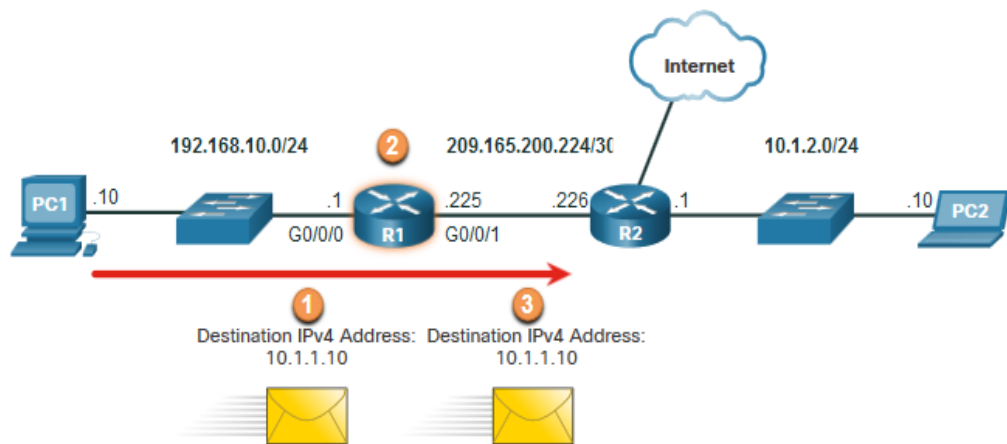 Internet
192.168.10.0/24
2
209.165.200.224/30
10.1.2.0/24
PC1
.10
.1
.225
.226
.1
.10
PC2
G0/0/0
R1
G0/0/1
R2
1
3
Destination IPv4 Address:
10.1.1.10
Destination IPv4 Address:
10.1.1.10